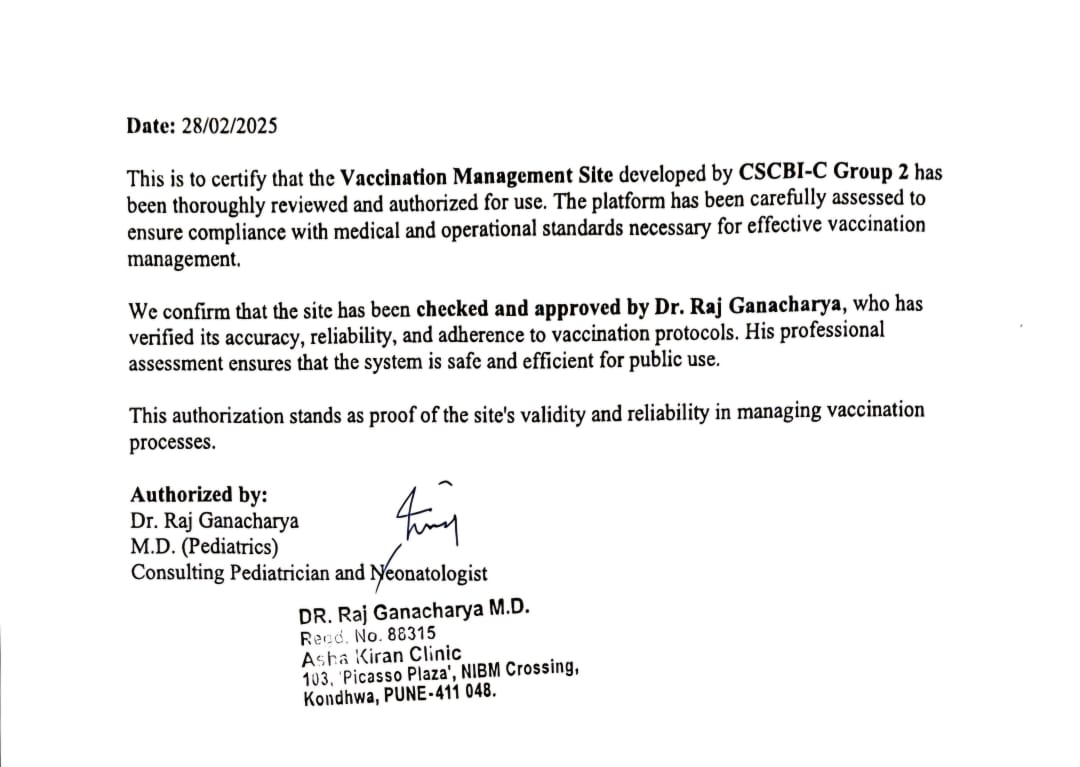 Date: 28/02/2025
This is to certify that the Vaccination Management Site developed by CSCBI-C Group 2 has
been thoroughly reviewed and authorized for use. The platform has been carefully assessed to
ensure compliance with medical and operational standards necessary for effective vaccination
management.
We confirm that the site has been checked and approved by Dr. Raj Ganacharya, who has
verified its accuracy, reliability, and adherence to vaccination protocols. His professional
assessment ensures that the system is safe and efficient for public use.
This authorization stands as proof of the site's validity and reliability in managing vaccination
processes.
Authorized by:
Dr. Raj Ganacharya
M.D. (Pediatrics)
Consulting Pediatrician and Neonatologist
DR. Raj Ganacharya M.D.
Regd. No. 88315
Asha Kiran Clinic
103, 'Picasso Plaza', NIBM Crossing,
Kondhwa, PUNE-411 048.